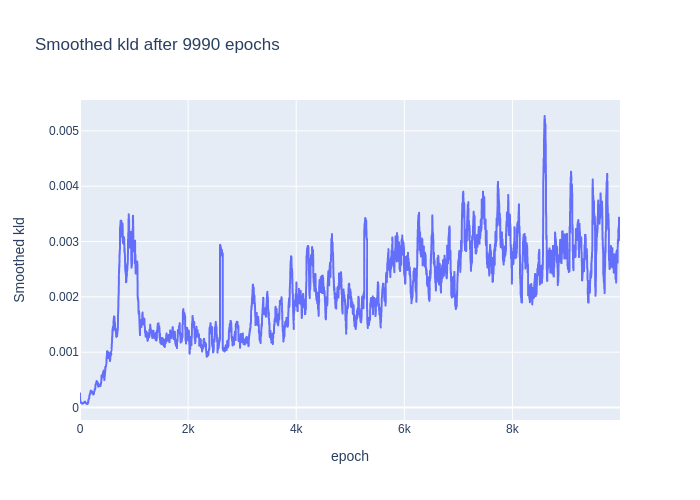 Smoothed kld after 9990 epochs
0.005
0.004
0.003
0.002
0.001
0
Smoothed kld
0
2k
4k
6k
8k
epoch